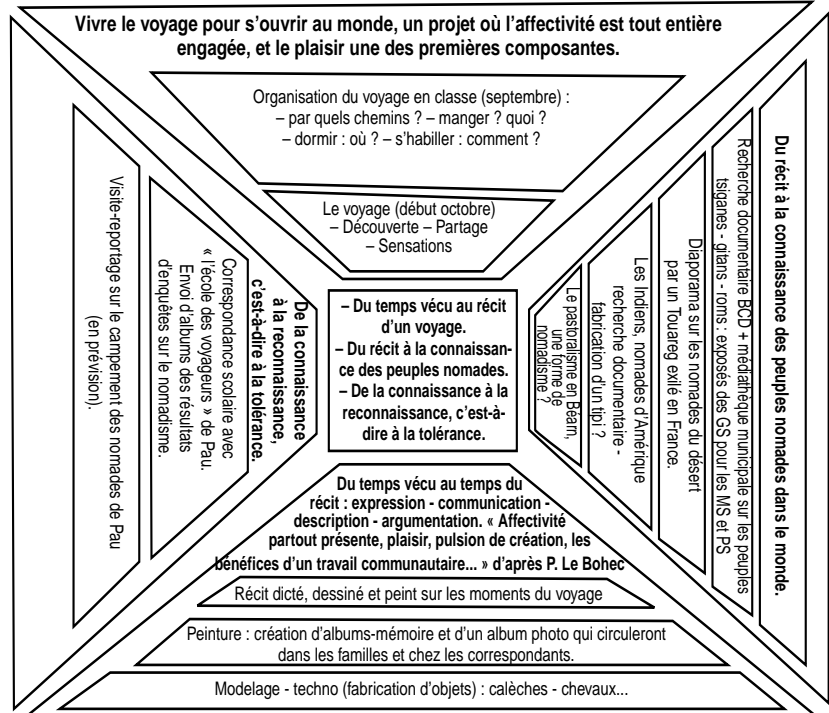 Vivre le voyage pour s’ouvrir au monde, un projet où l’affectivité est tout entière
engagée, et le plaisir une des premières composantes.
Organisation du voyage en classe (septembre) :
– par quels chemins ? – manger ? quoi ?
– dormir : où ? – s’habiller : comment ?
Le voyage (début octobre)
– Découverte – Partage
– Sensations
Visite-reportage sur le campement des nomades de Pau
(en prévision).
Correspondance scolaire avec
« l’école des voyageurs » de Pau.
Envoi d’albums des résultats
d’enquêtes sur le nomadisme.
De la connaissance
à la reconnaissance,
c’est-à-dire à la tolérance.
– Du temps vécu au récit
d’un voyage.
– Du récit à la connaissan-
ce des peuples nomades.
– De la connaissance à la
reconnaissance, c’est-à-
dire à la tolérance.
Le pastoralisme en Béarn,
une forme de
nomadisme ?
Les Indiens, nomades d’Amérique
recherche documentaire -
fabrication d’un tipi ?
Diaporama sur les nomades du désert
par un Touareg exilé en France.
Recherche documentaire BCD + médiathèque municipale sur les peuples
tsiganes - gitans - roms : exposés des GS pour les MS et PS
Du récit à la connaissance des peuples nomades dans le monde.
Du temps vécu au temps du
récit : expression - communication -
description - argumentation. « Affectivité
partout présente, plaisir, pulsion de création, les
bénéfices d’un travail communautaire... » d’après P. Le Bohec
Récit dicté, dessiné et peint sur les moments du voyage
Peinture : création d’albums-mémoire et d’un album photo qui circuleront
dans les familles et chez les correspondants.
Modelage - techno (fabrication d’objets) : calèches - chevaux...